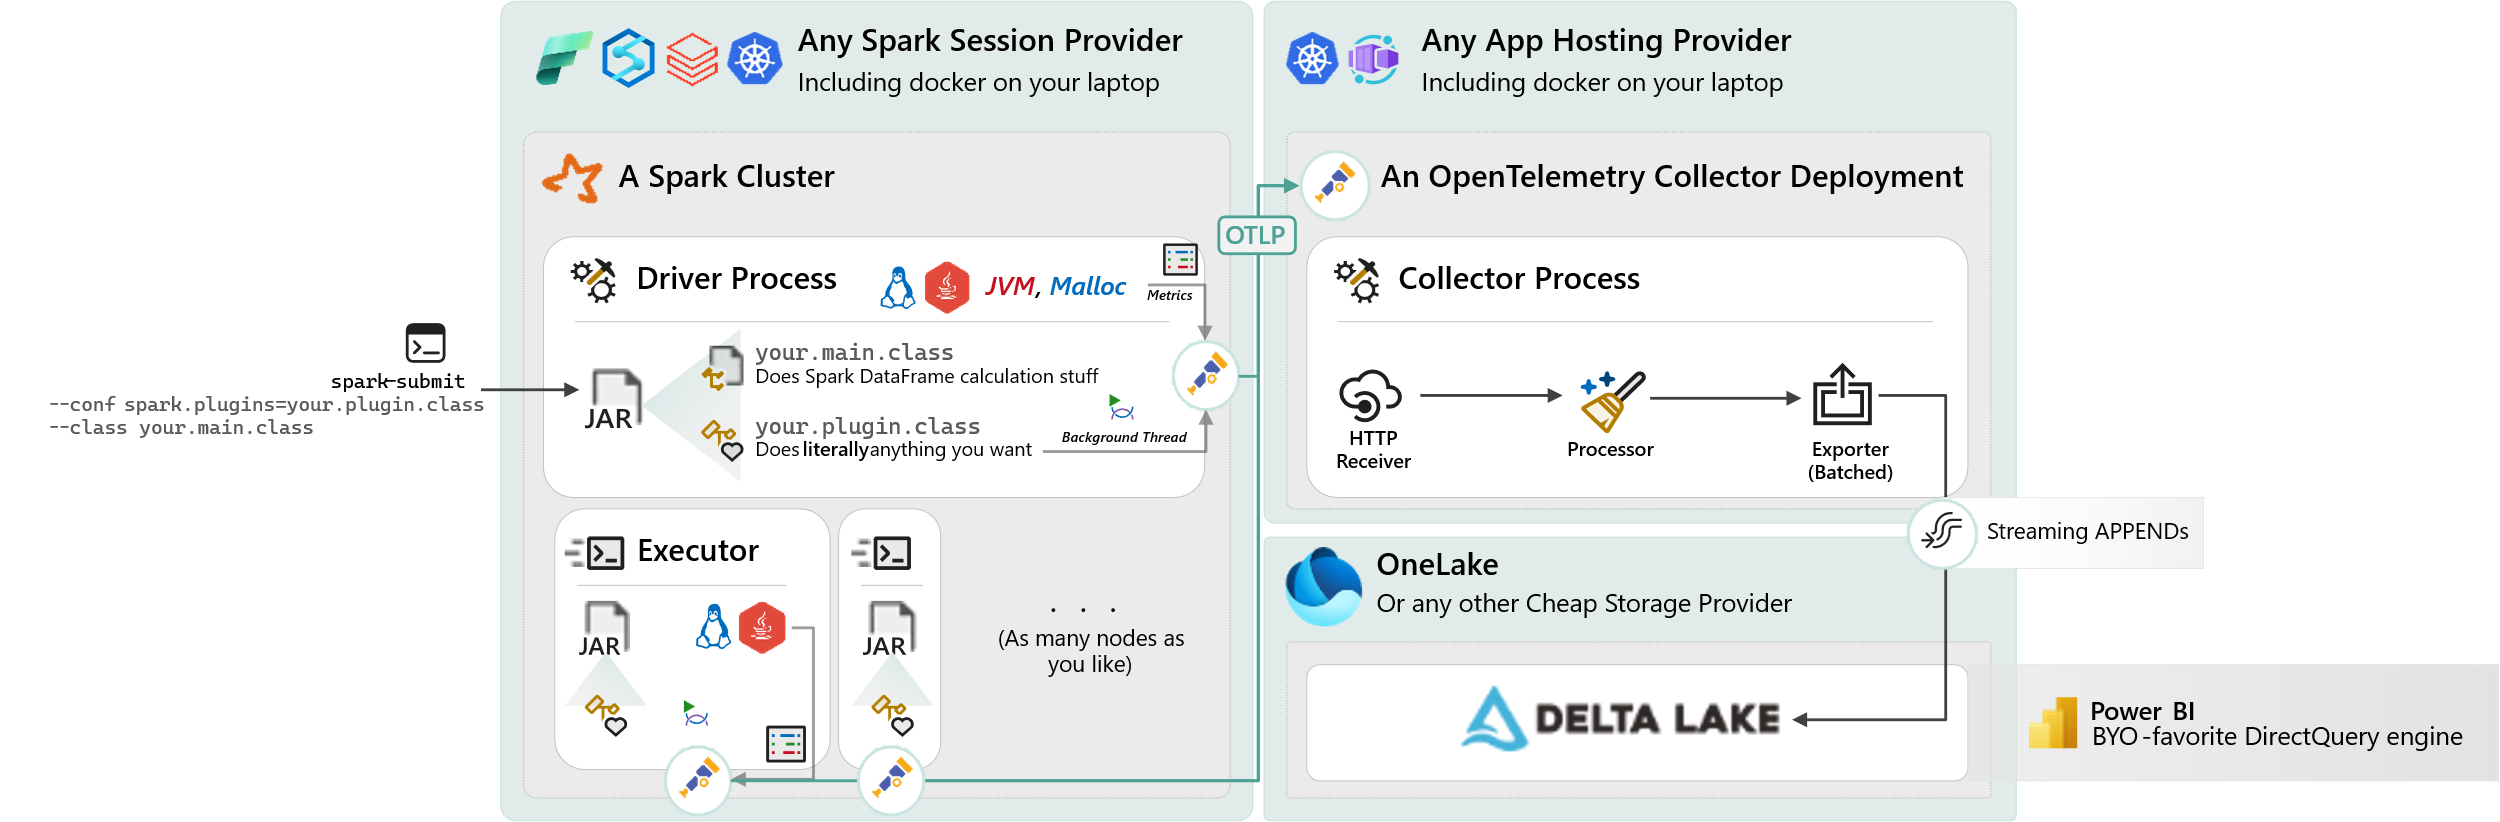 Any Spark Session Provider
Including docker on your laptop
Any App Hosting Provider
Including docker on your laptop
A Spark Cluster
An OpenTelemetry Collector Deployment
OTLP
Driver Process
JVM, Malloc
Metrics
Collector Process
spark-submit
--conf spark.plugins=your.plugin.class
--class your.main.class
JAR
your.main.class
Does Spark DataFrame calculation stuff
your.plugin.class
Does literally anything you want
Background Thread
HTTP
Receiver
Processor
Exporter
(Batched)
Executor
JAR
JAR
. . .
(As many nodes as
you like)
Streaming APPENDs
OneLake
Or any other Cheap Storage Provider
DELTA LAKE
Power BI
BYO-favorite DirectQuery engine